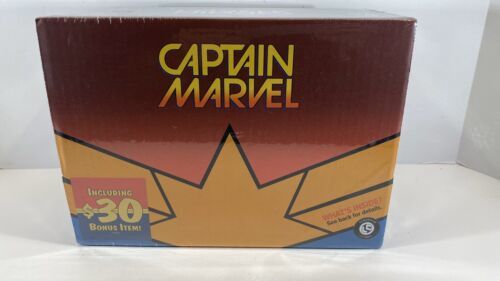 CAPTAIN
MARVEL
INCLUDING
$30
BONUS ITEM!
WHAT'S INSIDE?
See back for details.